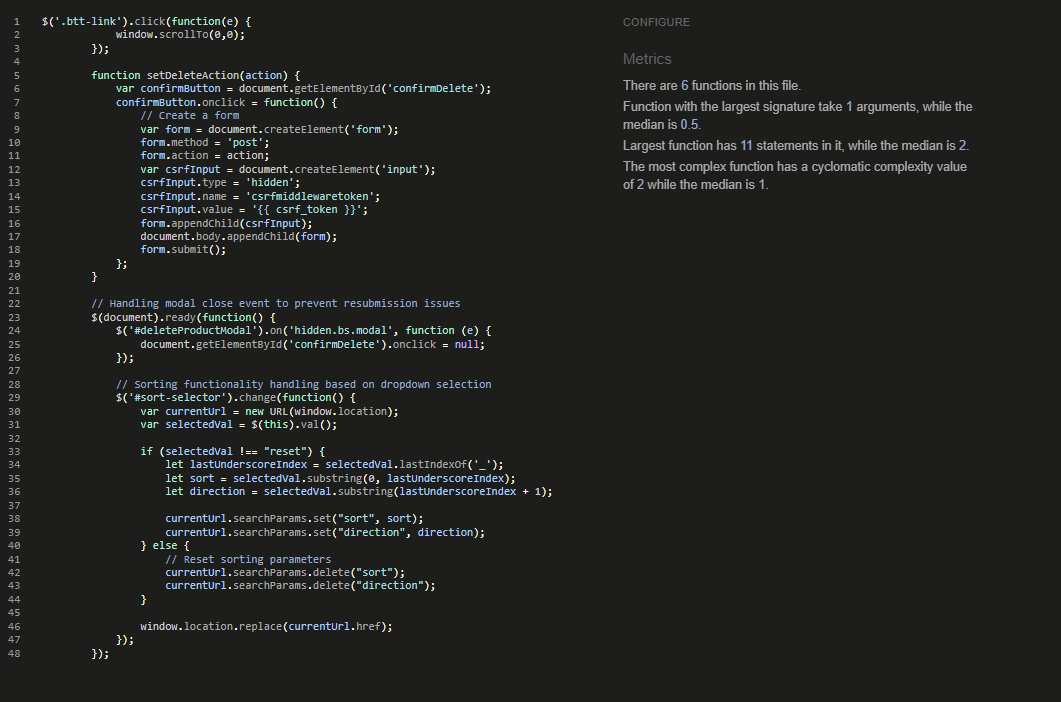 1 $('.btt-link').click(function(e) {
2 window.scrollTo(0,0);
3 });
4
5 function setDeleteAction(action) {
6 var confirmButton = document.getElementById('confirmDelete');
7 confirmButton.onclick = function() {
8 // Create a form
9 var form = document.createElement('form');
10 form.method = 'post';
11 form.action = action;
12 var csrfInput = document.createElement('input');
13 csrfInput.type = 'hidden';
14 csrfInput.name = 'csrfmiddlewaretoken';
15 csrfInput.value = '{{ csrf_token }}';
16 form.appendChild(csrfInput);
17 document.body.appendChild(form);
18 form.submit();
19 };
20 }
21
22 // Handling modal close event to prevent resubmission issues
23 $(document).ready(function() {
24 $('#deleteProductModal').on('hidden.bs.modal', function (e) {
25 document.getElementById('confirmDelete').onclick = null;
26 });
27
28 // Sorting functionality handling based on dropdown selection
29 $('#sort-selector').change(function() {
30 var currentUrl = new URL(window.location);
31 var selectedVal = $(this).val();
32
33 if (selectedVal !== "reset") {
34 let lastUnderscoreIndex = selectedVal.lastIndexOf('_');
35 let sort = selectedVal.substring(0, lastUnderscoreIndex);
36 let direction = selectedVal.substring(lastUnderscoreIndex + 1);
37
38 currentUrl.searchParams.set("sort", sort);
39 currentUrl.searchParams.set("direction", direction);
40 } else {
41 // Reset sorting parameters
42 currentUrl.searchParams.delete("sort");
43 currentUrl.searchParams.delete("direction");
44 }
45
46 window.location.replace(currentUrl.href);
47 });
48 });
CONFIGURE
Metrics
There are 6 functions in this file.
Function with the largest signature take 1 arguments, while the
median is 0.5.
Largest function has 11 statements in it, while the median is 2.
The most complex function has a cyclomatic complexity value
of 2 while the median is 1.